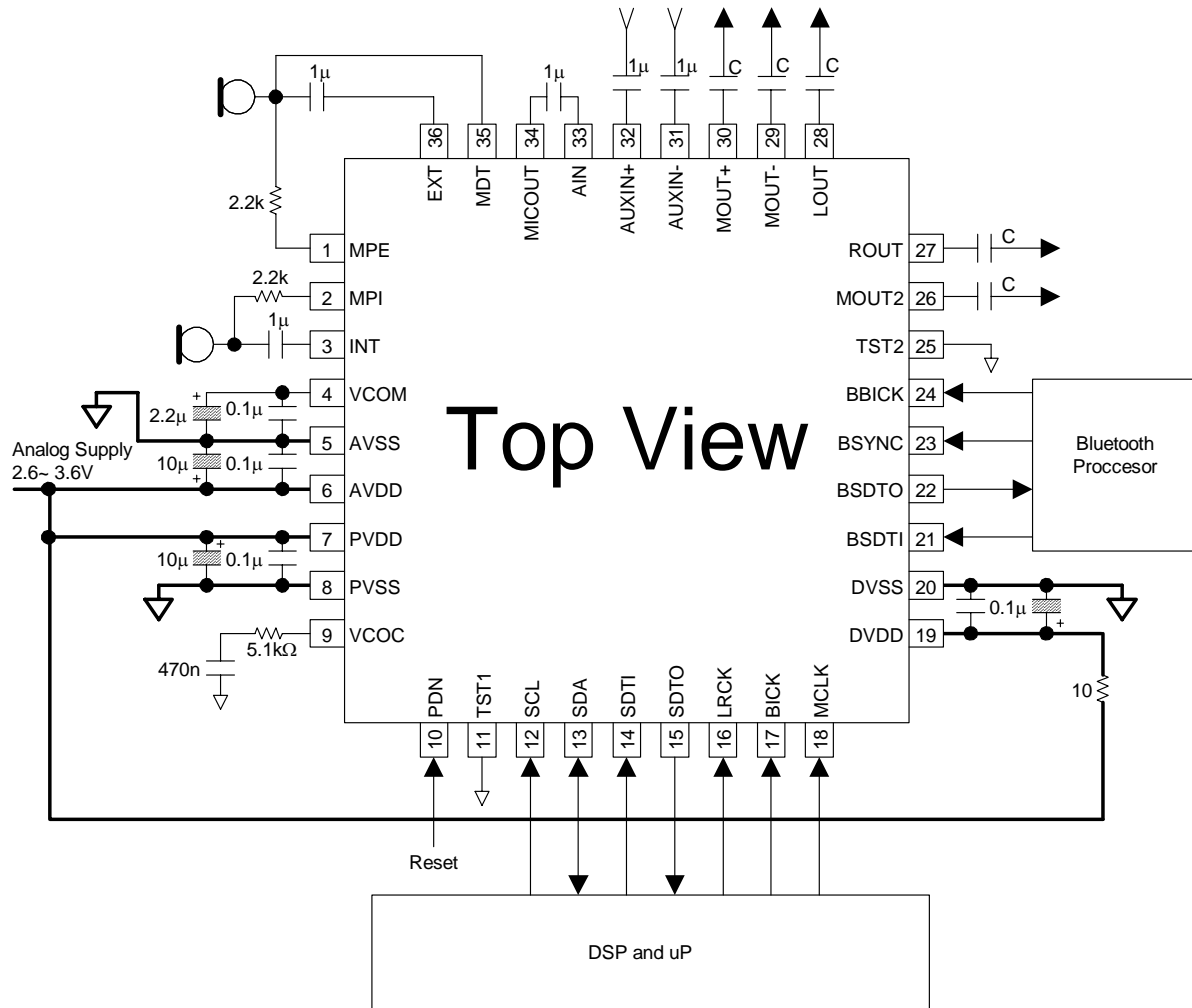 1μ
1μ
1μ
1μ
C
C
C
36
35
34
33
32
31
30
29
28
EXT
MDT
MICOUT
AIN
AUXIN+
AUXIN-
MOUT+
MOUT-
LOUT
2.2k
1 MPE
2.2k
2 MPI
1μ
3 INT
4 VCOM
+
2.2μ
0.1μ
5 AVSS
Analog Supply
2.6~ 3.6V
10μ
0.1μ
+
6 AVDD
7 PVDD
+
10μ
0.1μ
8 PVSS
9 VCOC
5.1kΩ
470n
Top View
ROUT 27
C
MOUT2 26
C
TST2 25
BBICK 24
BSYNC 23
BSDTO 22
BSDTI 21
Bluetooth
Proccesor
DVSS 20
0.1μ
+
DVDD 19
10
PDN
TST1
SCL
SDA
SDTI
SDTO
LRCK
BICK
MCLK
10
11
12
13
14
15
16
17
18
Reset
DSP and uP